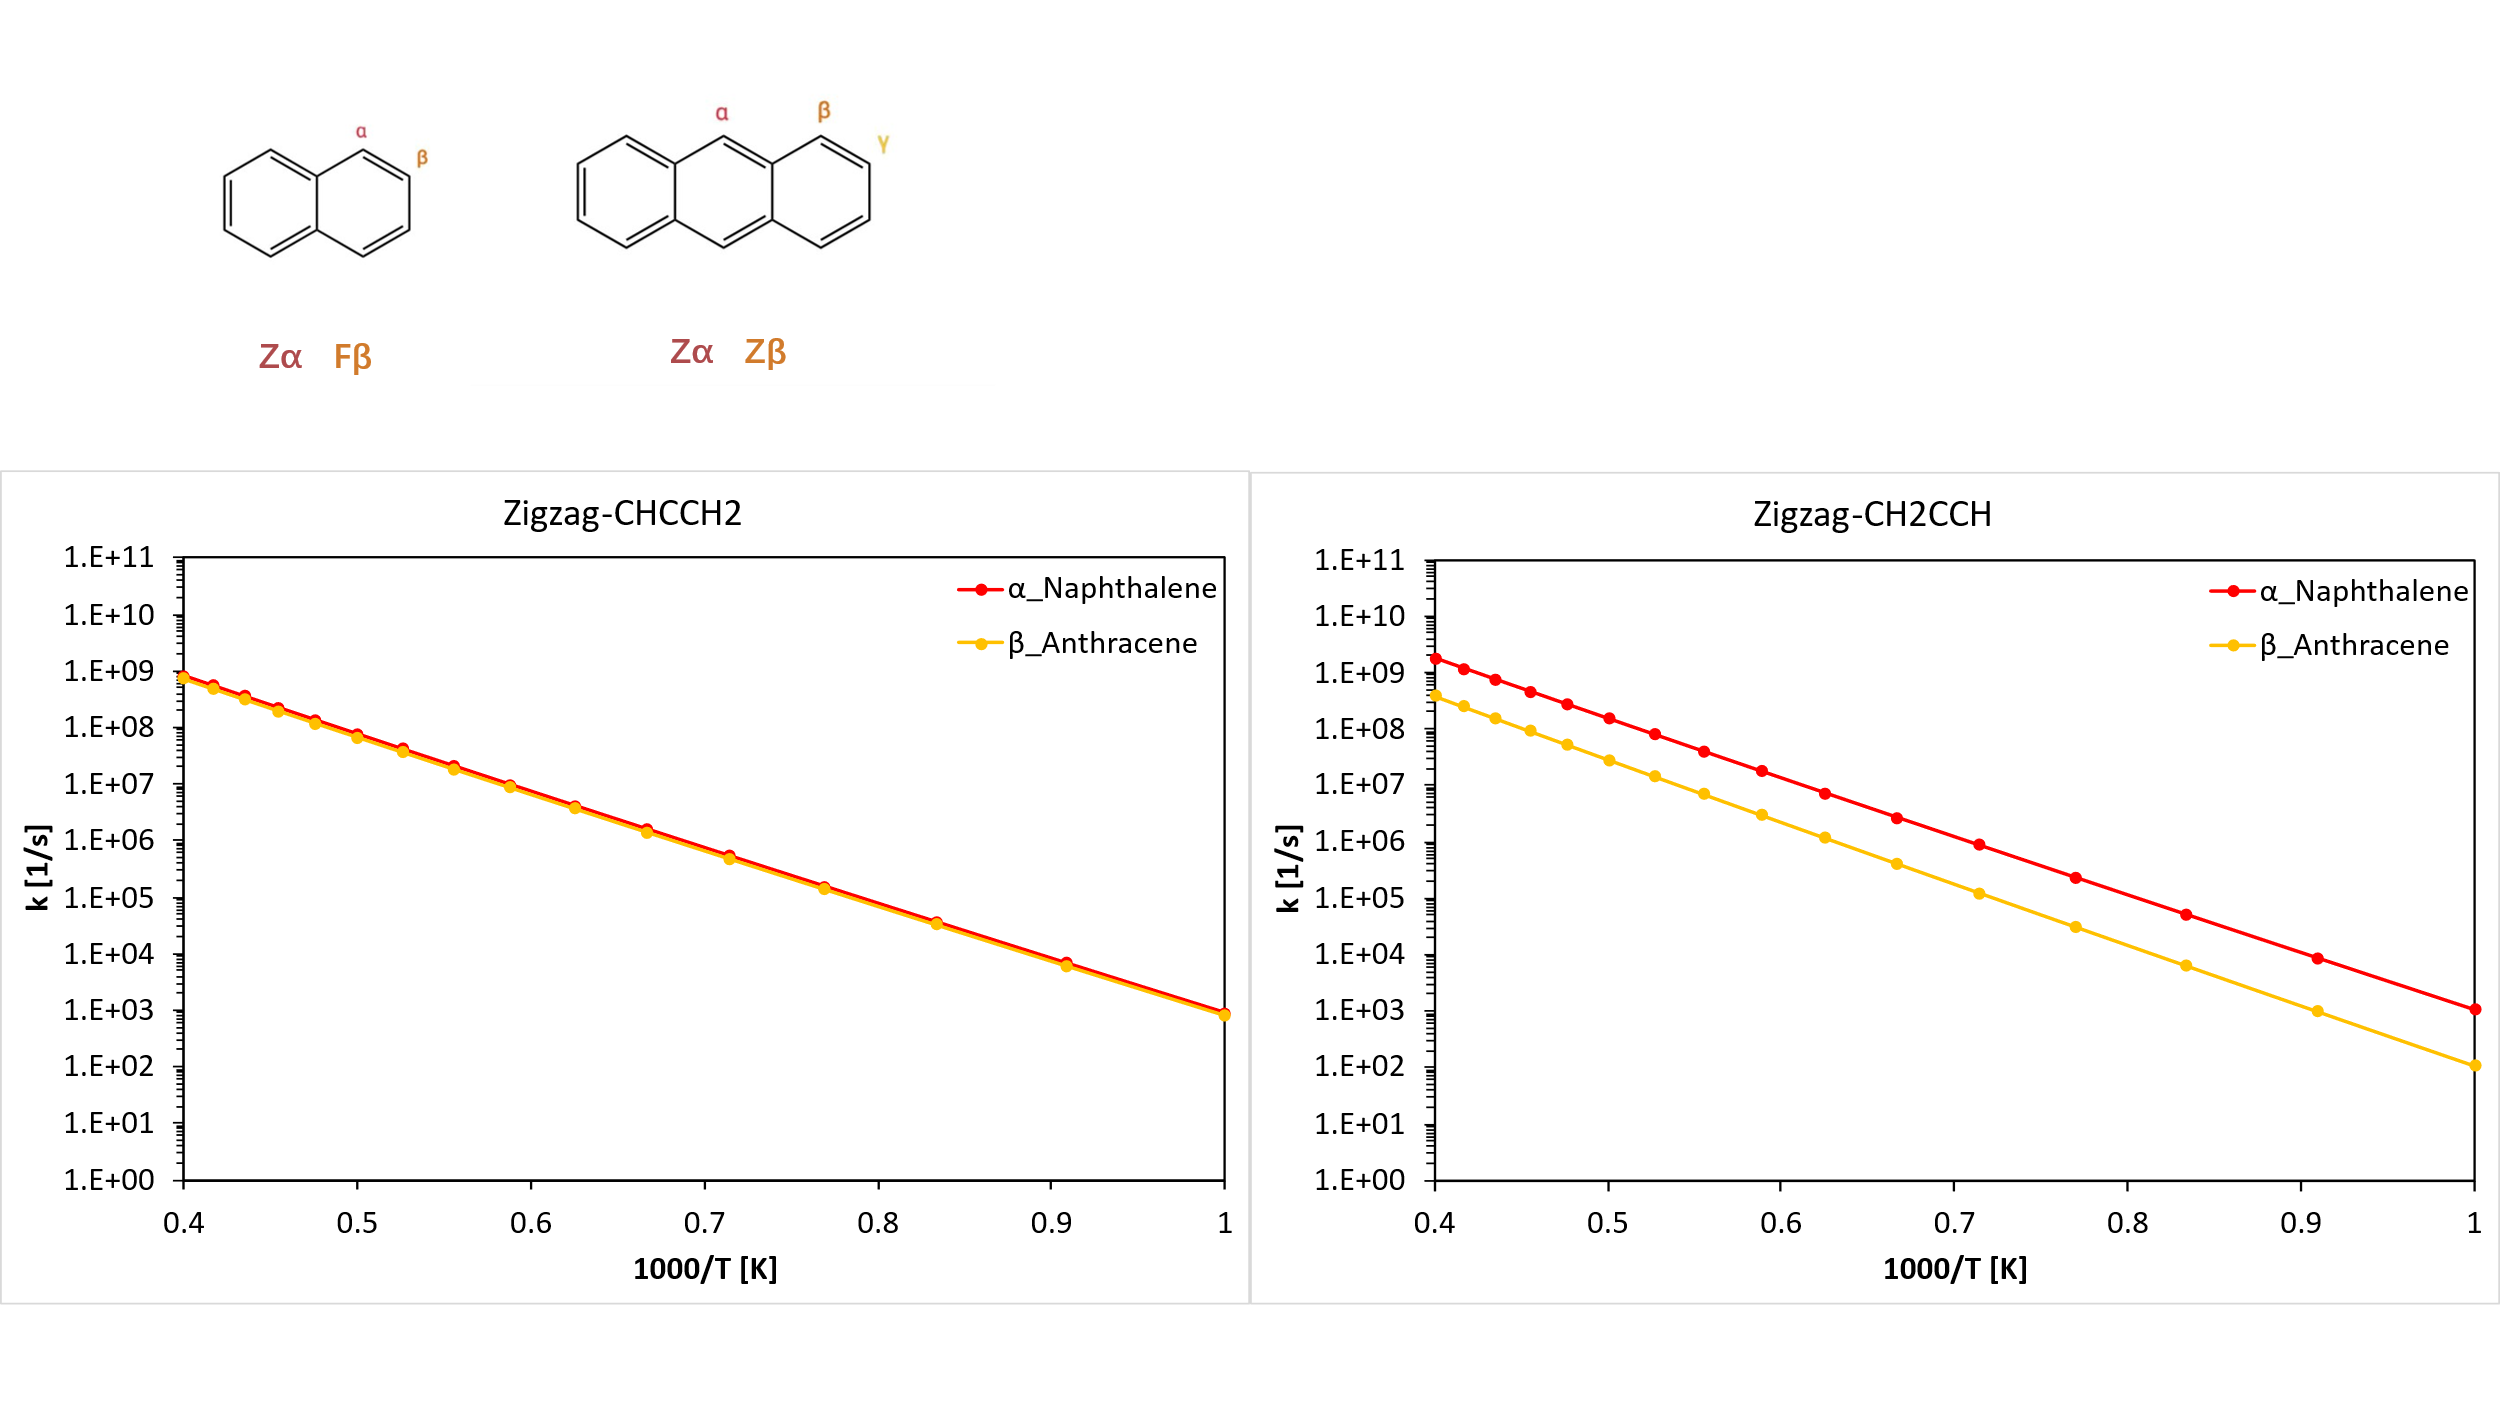 α β
α β γ
Zα Fβ
Zα Zβ
Zigzag-CHCCH2
1.E+11
1.E+10
1.E+09
1.E+08
1.E+07
1.E+06
1.E+05
1.E+04
1.E+03
1.E+02
1.E+01
1.E+00
k [1/s]
α_Naphthalene
β_Anthracene
0.4 0.5 0.6 0.7 0.8 0.9 1
1000/T [K]
Zigzag-CH2CCH
1.E+11
1.E+10
1.E+09
1.E+08
1.E+07
1.E+06
1.E+05
1.E+04
1.E+03
1.E+02
1.E+01
1.E+00
k [1/s]
α_Naphthalene
β_Anthracene
0.4 0.5 0.6 0.7 0.8 0.9 1
1000/T [K]